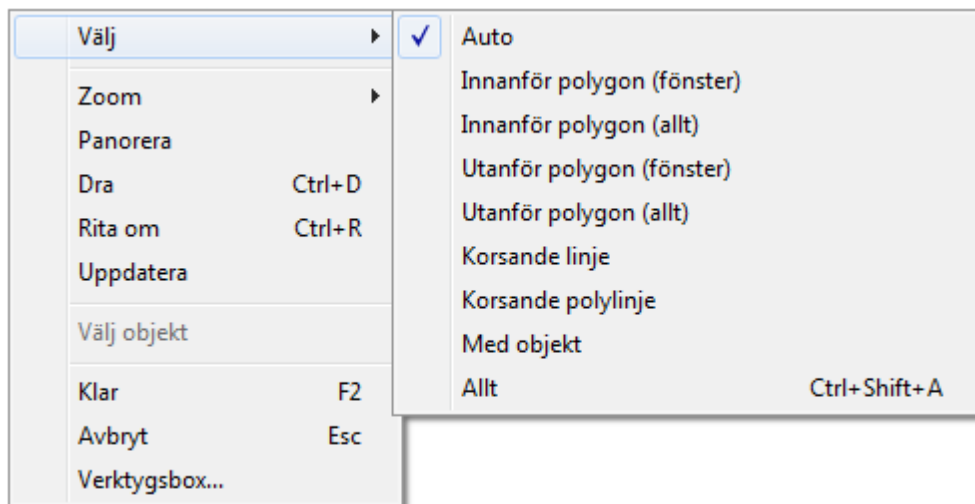 Välj
Zoom
Panorera
Dra Ctrl+D
Rita om Ctrl+R
Uppdatera
Välj objekt
Klar F2
Avbryt Esc
Verktygsbox...
Auto
Innanför polygon (fönster)
Innanför polygon (allt)
Utanför polygon (fönster)
Utanför polygon (allt)
Korsande linje
Korsande polylinje
Med objekt
Allt Ctrl+Shift+A